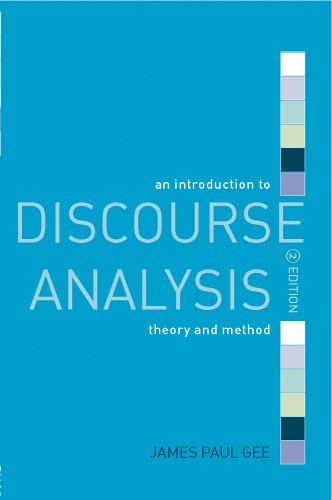 an introduction to
DISCOURSE
ANALYSIS
2 EDITION
theory and method
JAMES PAUL GEE